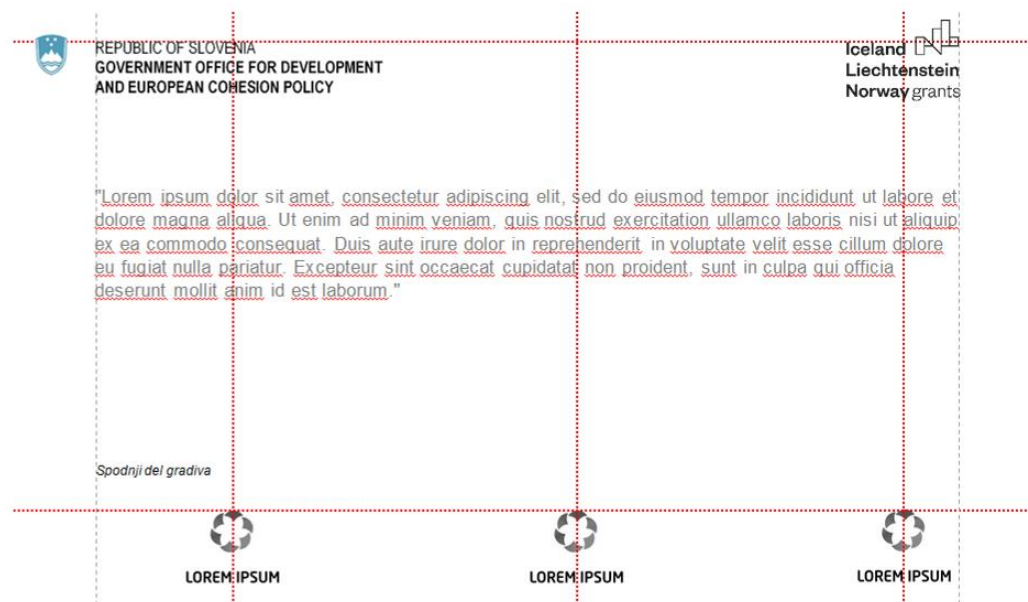 REPUBLIC OF SLOVENIA
GOVERNMENT OFFICE FOR DEVELOPMENT
AND EUROPEAN COHESION POLICY
Iceland
Liechtenstein
Norway grants
"Lorem ipsum dolor sit amet, consectetur adipiscing elit, sed do eiusmod tempor incididunt ut labore et
dolore magna aliqua. Ut enim ad minim veniam, quis nostrud exercitation ullamco laboris nisi ut aliquip
ex ea commodo consequat. Duis aute irure dolor in reprehenderit in voluptate velit esse cillum dolore
eu fugiat nulla pariatur. Excepteur sint occaecat cupidatat non proident, sunt in culpa qui officia
deserunt mollit anim id est laborum."
Spodnji del gradiva
LOREM IPSUM
LOREM IPSUM
LOREM IPSUM